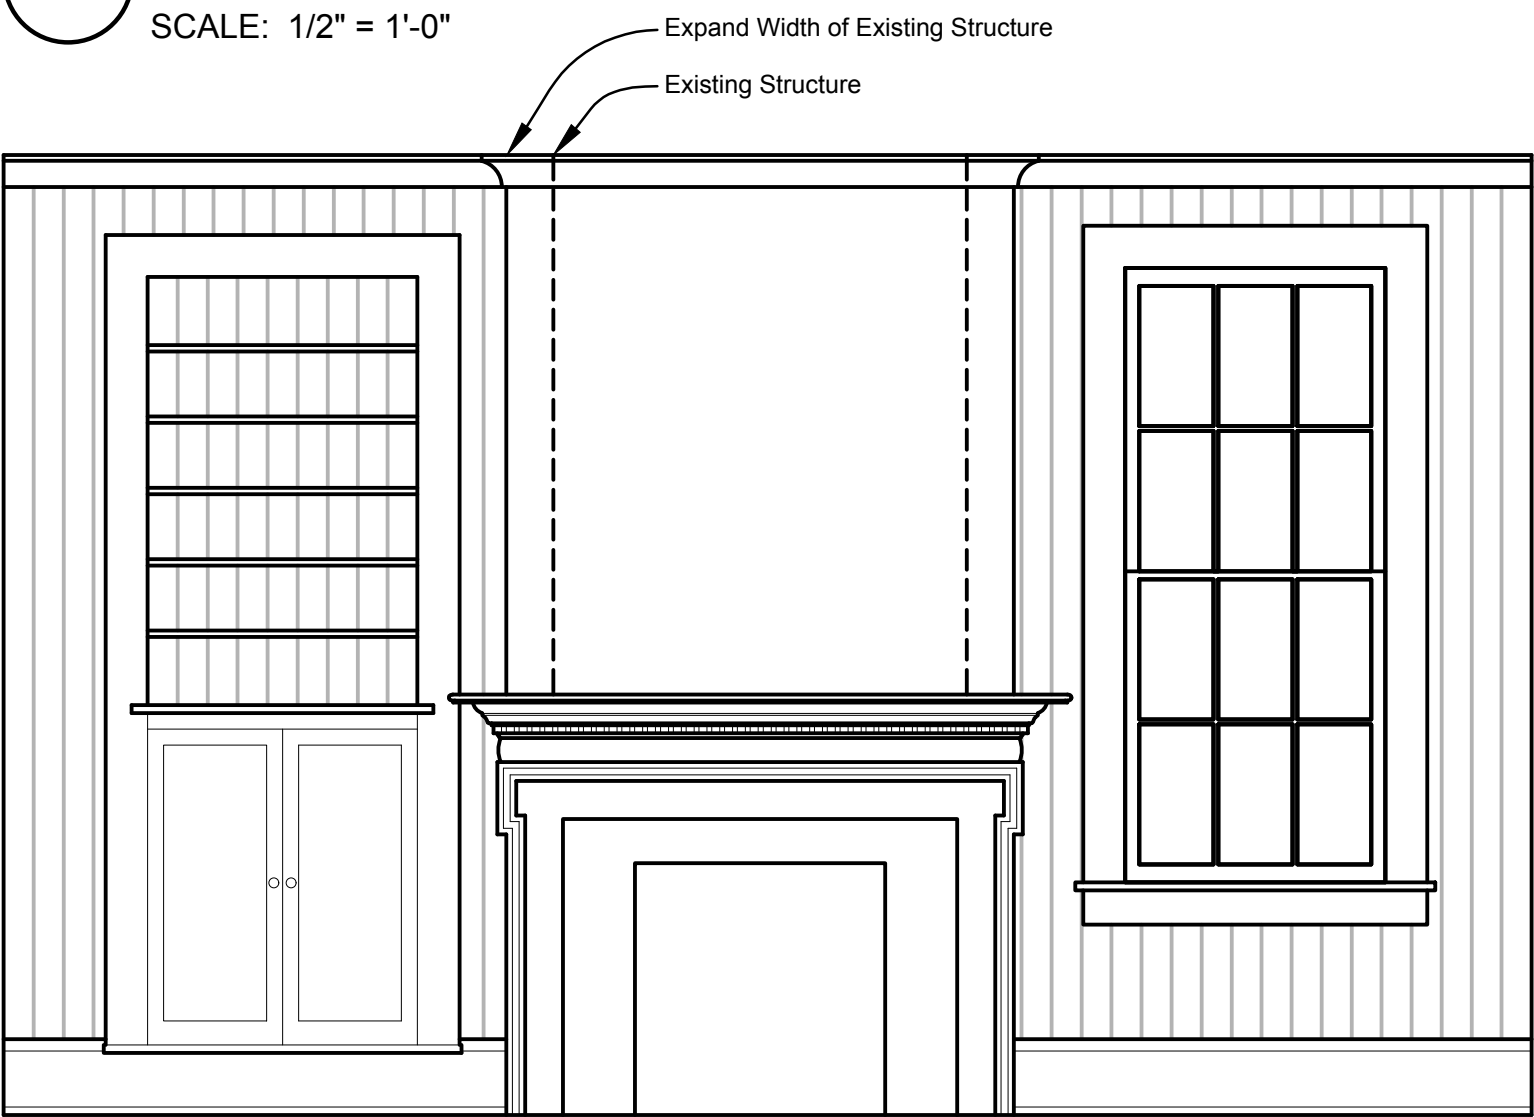 SCALE: 1/2" = 1'-0"
Expand Width of Existing Structure
Existing Structure